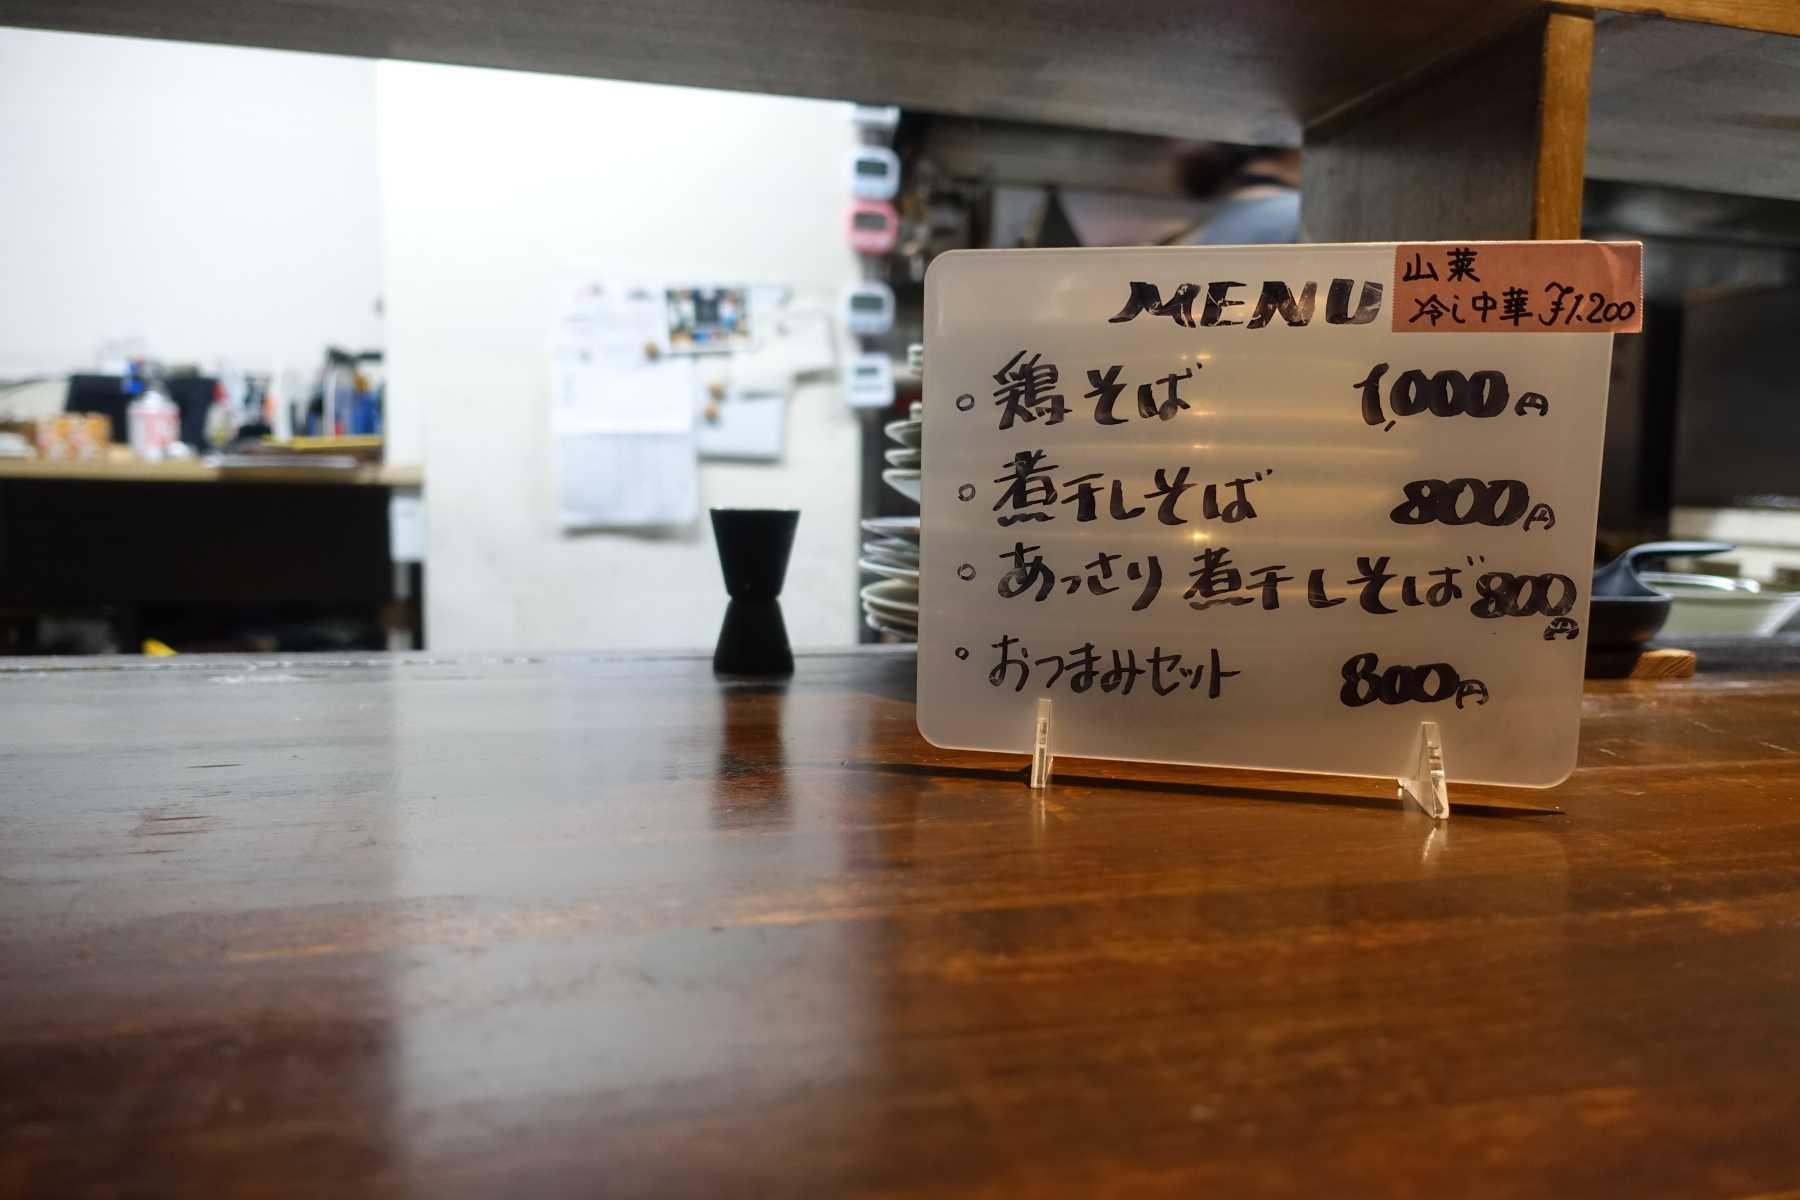 MENU
山菜
冷し中華 ¥1.200
。鶏そば 1,000円
。煮干しそば 800円
。あっさり 煮干しそば 800円
。おつまみセット 800円